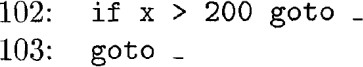 102: if x > 200 goto _
103: goto _